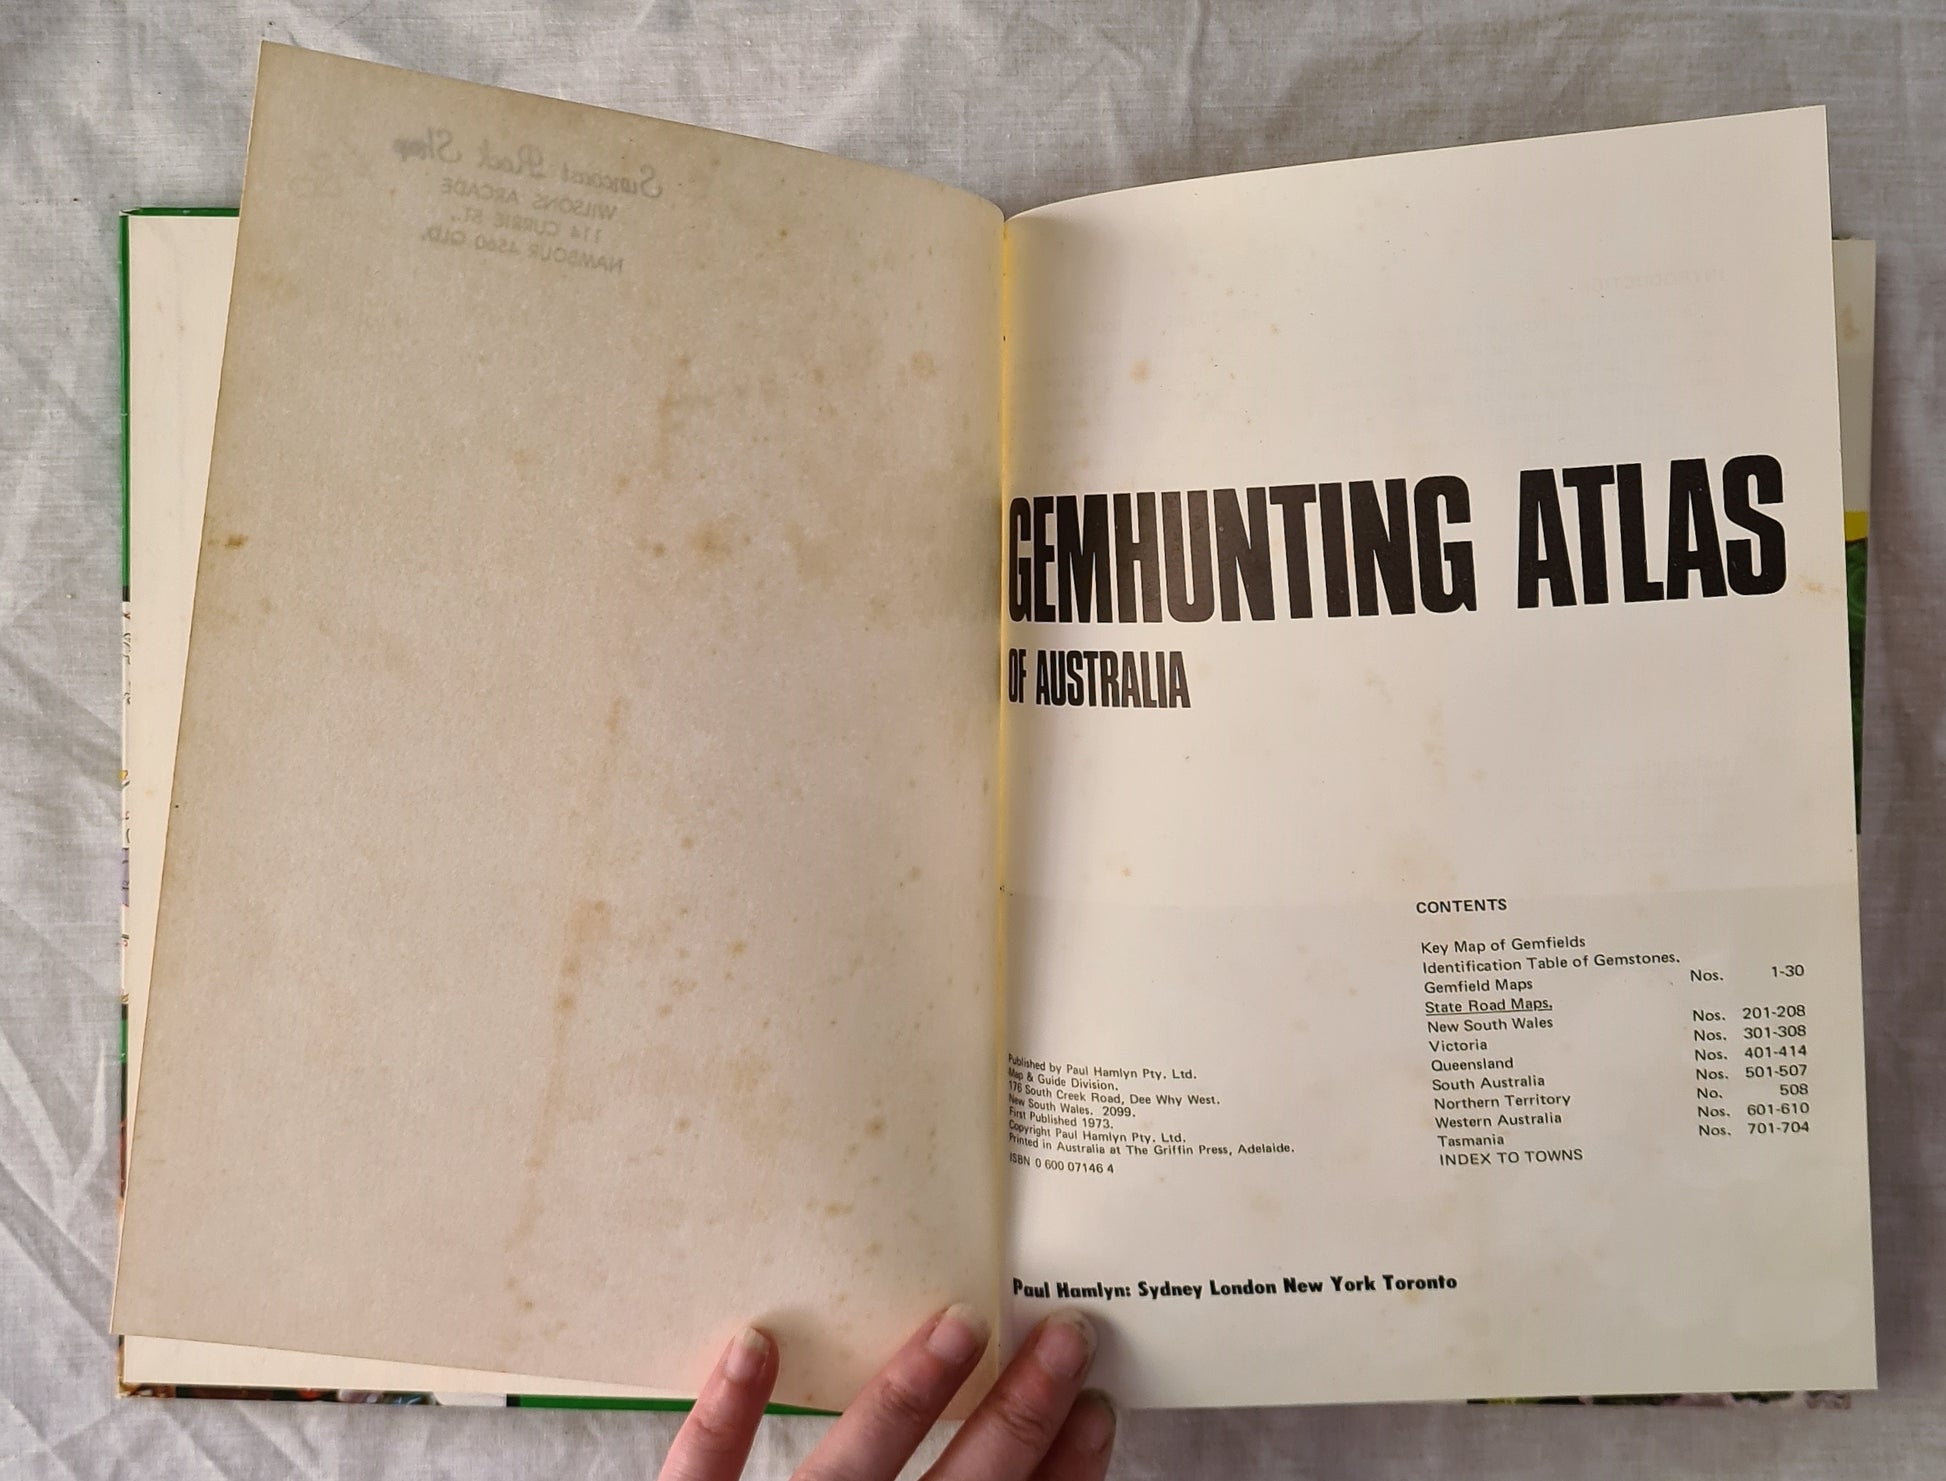 Suncoast Rock Shop
WILSONS ARCADE
114 CURRIE ST.,
NAMBOUR 4560 QLD.
GEMHUNTING ATLAS
OF AUSTRALIA
Published by Paul Hamlyn Pty. Ltd.
Map & Guide Division.
176 South Creek Road, Dee Why West.
New South Wales. 2099.
First Published 1973.
Copyright Paul Hamlyn Pty. Ltd.
Printed in Australia at The Griffin Press, Adelaide.
ISBN 0 600 07146 4
CONTENTS
Key Map of Gemfields
Identification Table of Gemstones.
Gemfield Maps Nos. 1-30
State Road Maps.
New South Wales Nos. 201-208
Victoria Nos. 301-308
Queensland Nos. 401-414
South Australia Nos. 501-507
Northern Territory No. 508
Western Australia Nos. 601-610
Tasmania Nos. 701-704
INDEX TO TOWNS
Paul Hamlyn: Sydney London New York Toronto